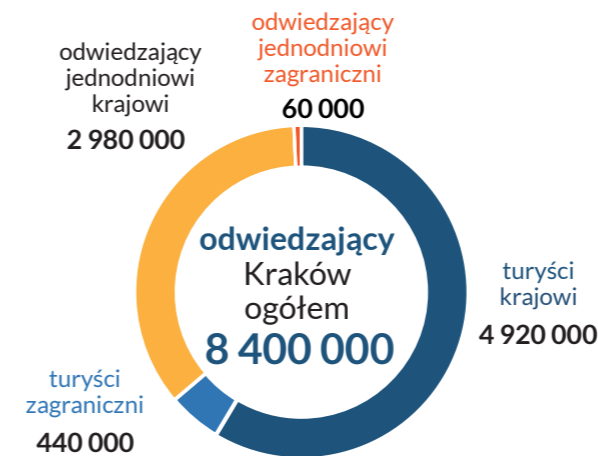 odwiedzający
jednodniowi
zagraniczni
60 000
odwiedzający
jednodniowi
krajowi
2 980 000
odwiedzający
Kraków
ogółem
8 400 000
turyści
krajowi
4 920 000
turyści
zagraniczni
440 000